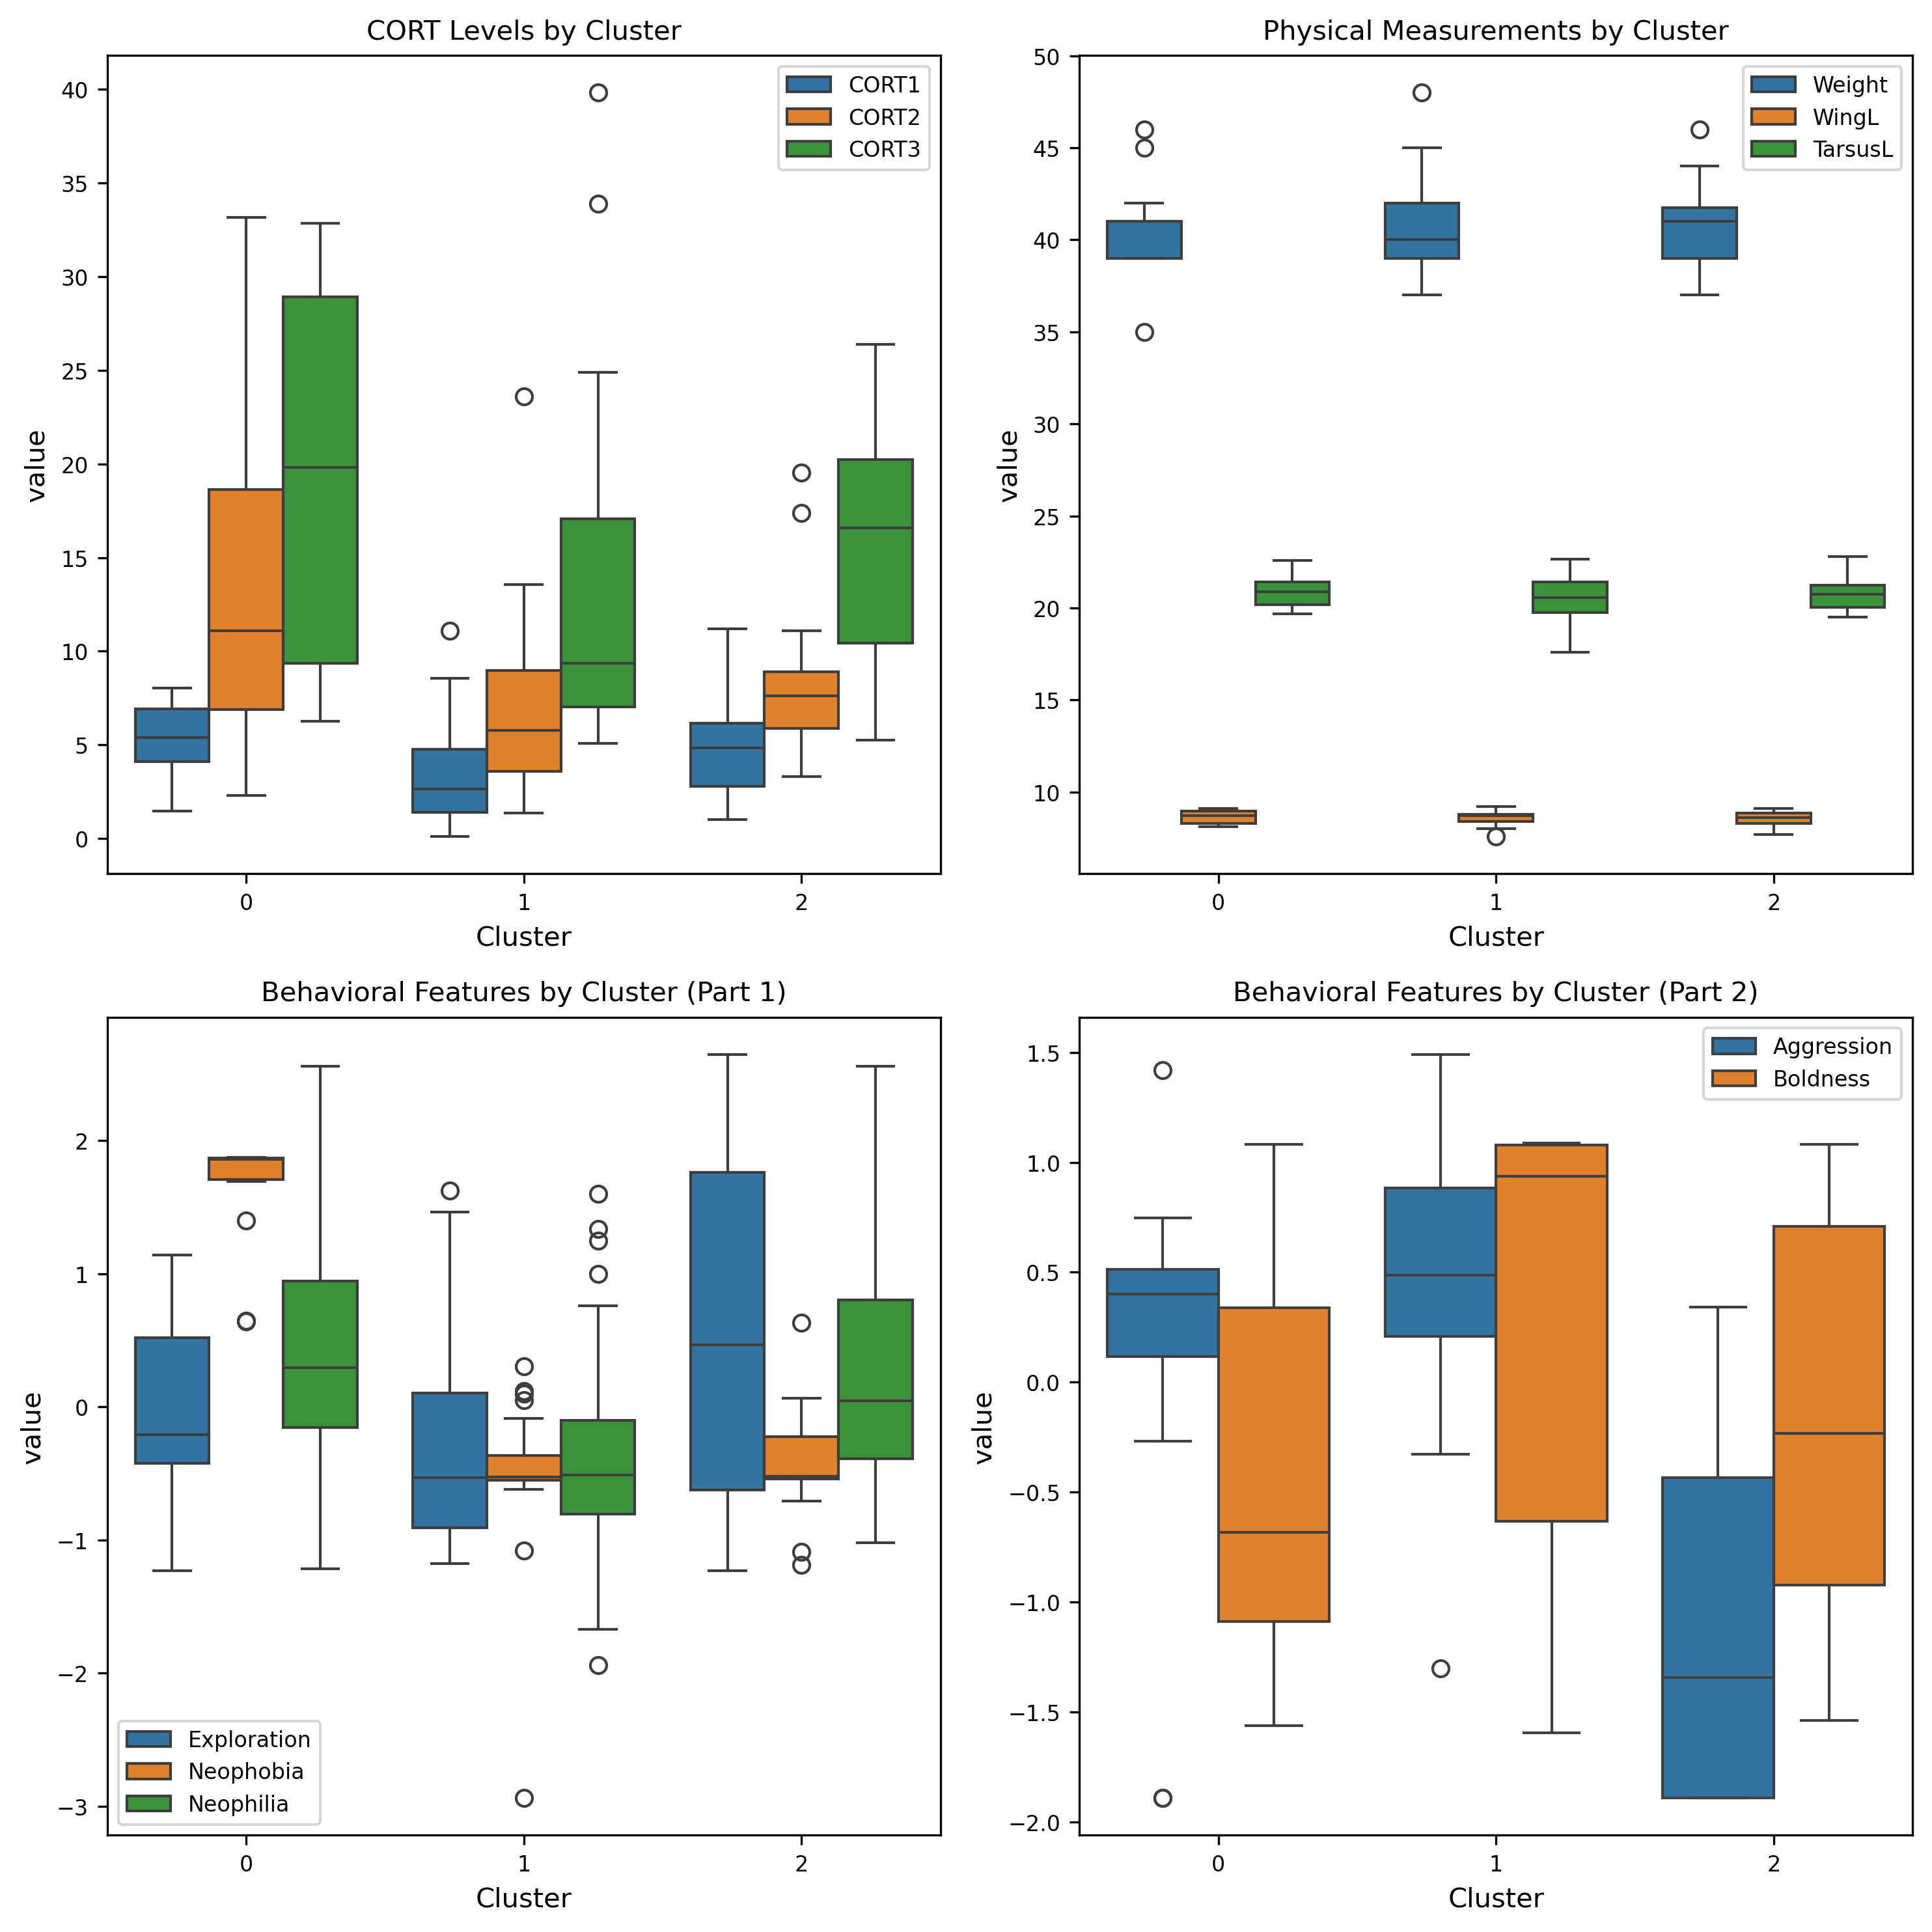 CORT Levels by Cluster
value
40
35
30
25
20
15
10
5
0
CORT1
CORT2
CORT3
0 1 2
Cluster
Physical Measurements by Cluster
value
50
45
40
35
30
25
20
15
10
Weight
WingL
TarsusL
0 1 2
Cluster
Behavioral Features by Cluster (Part 1)
value
2
1
0
−1
−2
−3
Exploration
Neophobia
Neophilia
0 1 2
Cluster
Behavioral Features by Cluster (Part 2)
value
1.5
1.0
0.5
0.0
−0.5
−1.0
−1.5
−2.0
Aggression
Boldness
0 1 2
Cluster